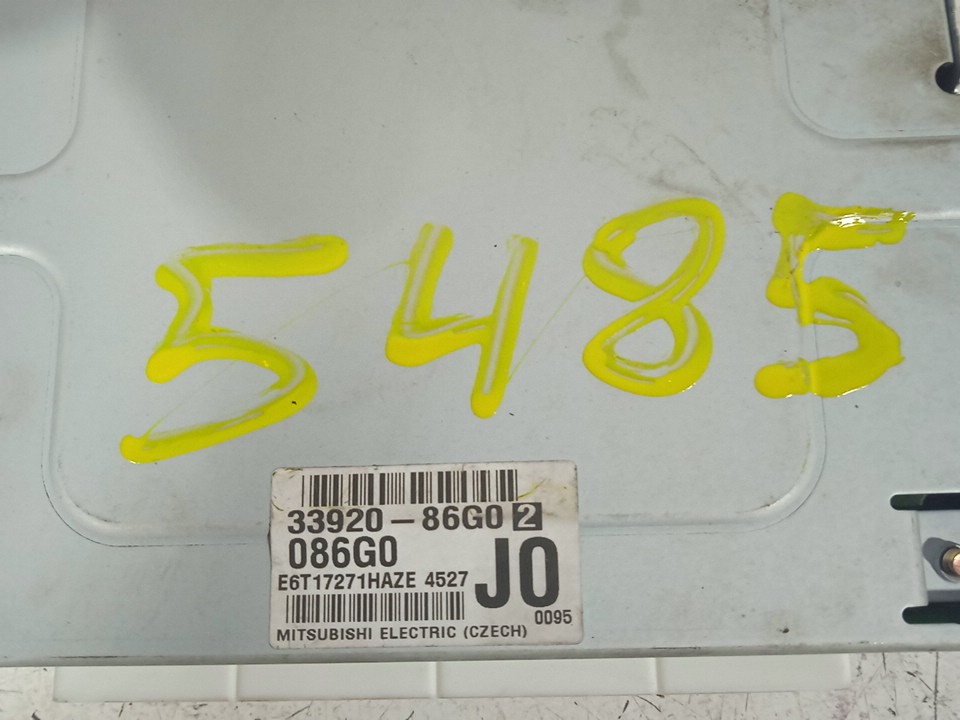 5485
33920-86G0 2
086G0
J0
E6T17271HAZE 4527
0095
MITSUBISHI ELECTRIC (CZECH)